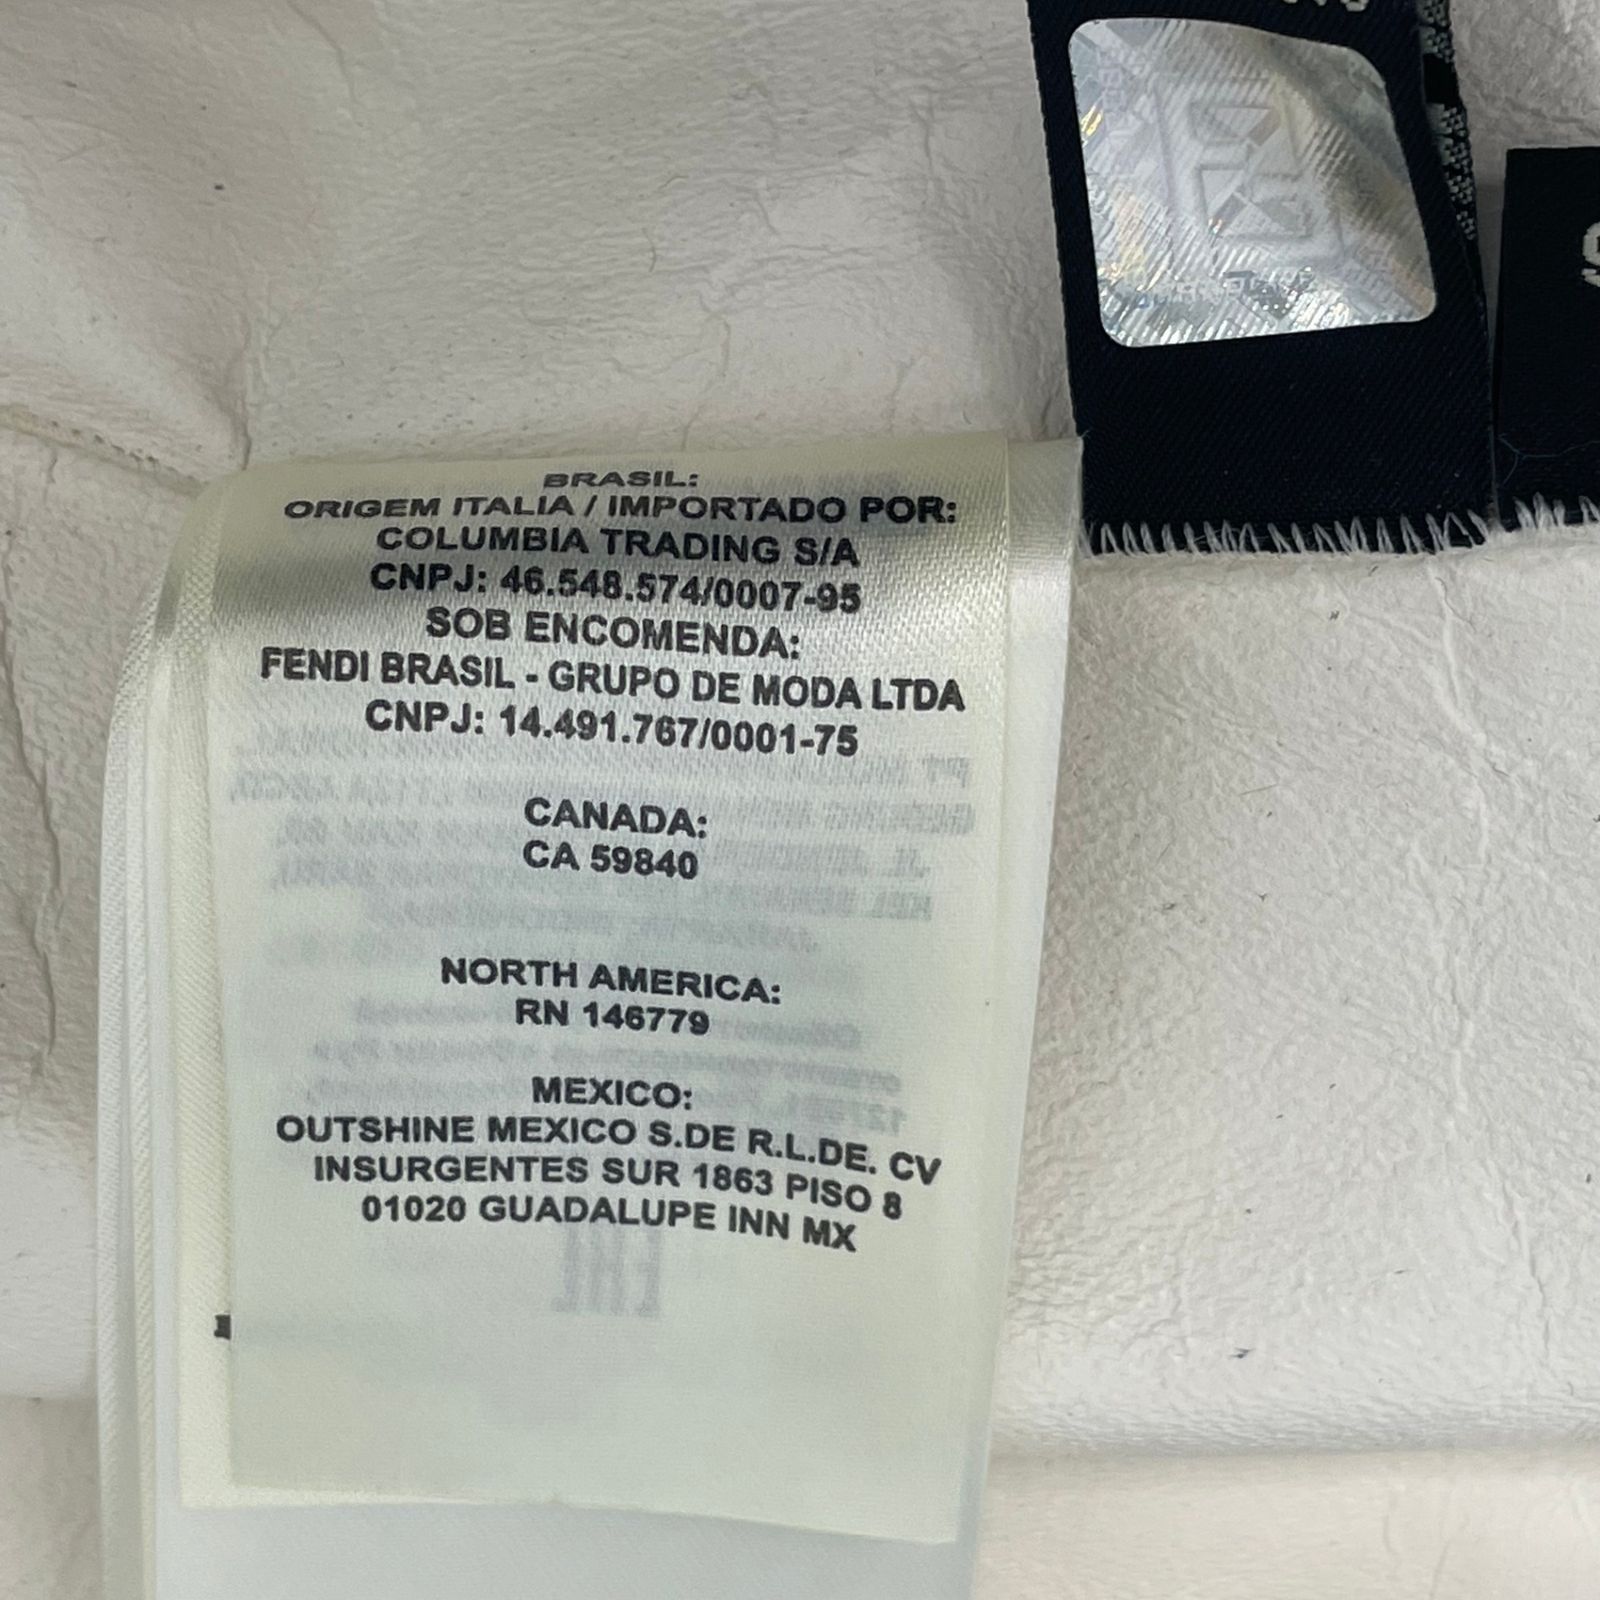 BRASIL:
ORIGEM ITALIA / IMPORTADO POR:
COLUMBIA TRADING S/A
CNPJ: 46.548.574/0007-95
SOB ENCOMENDA:
FENDI BRASIL - GRUPO DE MODA LTDA
CNPJ: 14.491.767/0001-75
CANADA:
CA 59840
NORTH AMERICA:
RN 146779
MEXICO:
OUTSHINE MEXICO S.DE R.L.DE. CV
INSURGENTES SUR 1863 PISO 8
01020 GUADALUPE INN MX